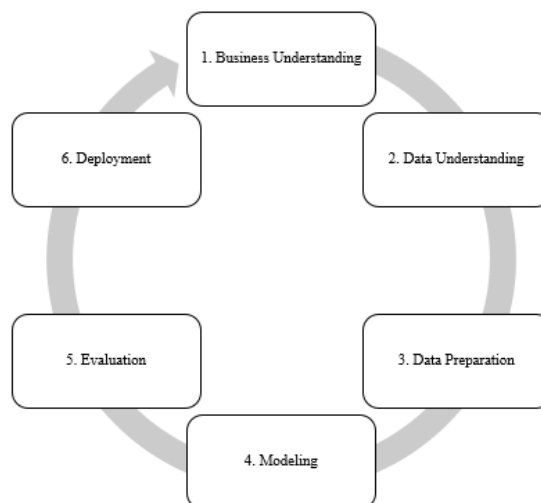 1. Business Understanding
2. Data Understanding
3. Data Preparation
4. Modeling
5. Evaluation
6. Deployment